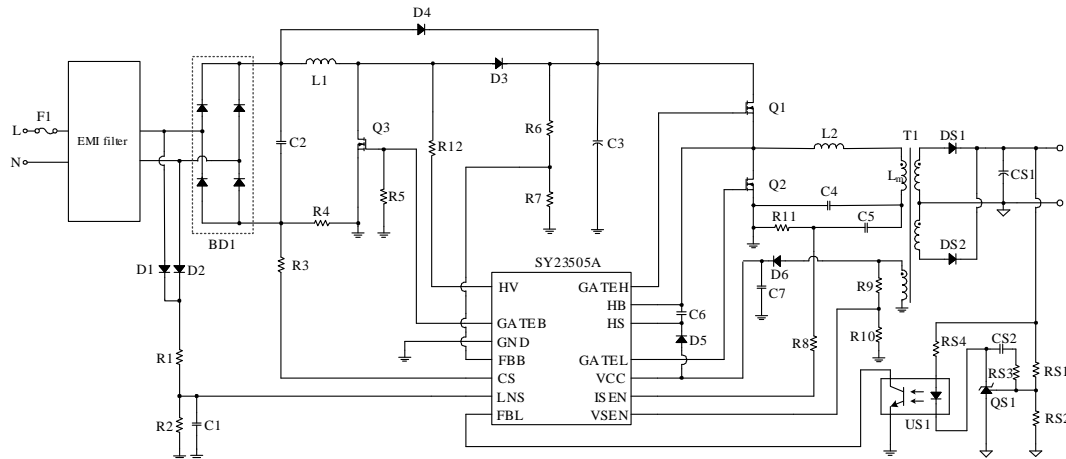 D4
L1
D3
Q1
F1
L
N
EMI filter
C2
Q3
R12
R6
C3
L2
T1
DS1
R5
R7
Q2
Lm
CS1
R4
C4
R11
C5
BD1
DS2
D1
D2
R3
SY23505A
D6
C7
R9
HV
GATEH
HB
C6
GATEB
HS
GND
D5
R8
R10
CS2
RS4
R1
FBB
GATEL
RS3
RS1
CS
VCC
LNS
ISEN
QS1
R2
C1
FBL
VSEN
US1
RS2